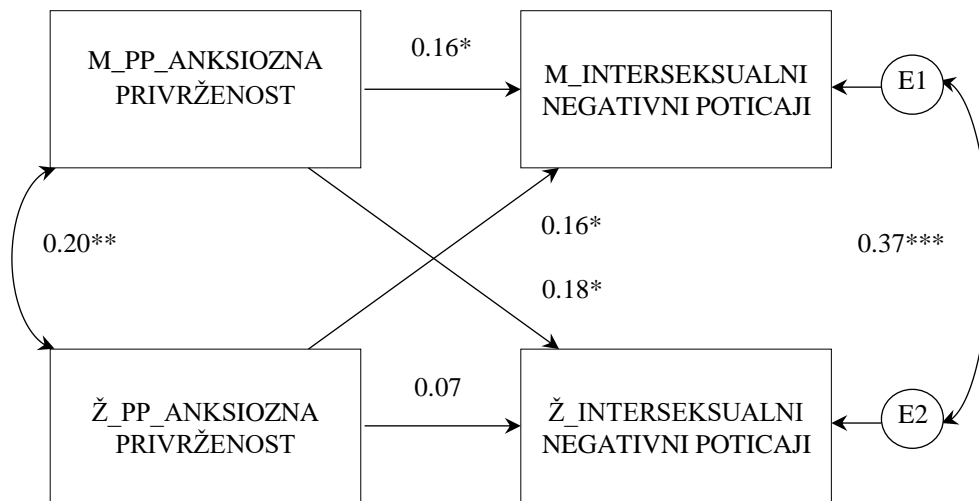 M_PP_ANKSIOZNA
PRIVRŽENOST
0.16*
M_INTERSEKSUALNI
NEGATIVNI POTICAJI
E1
0.20**
0.16*
0.37***
0.18*
Ž_PP_ANKSIOZNA
PRIVRŽENOST
0.07
Ž_INTERSEKSUALNI
NEGATIVNI POTICAJI
E2